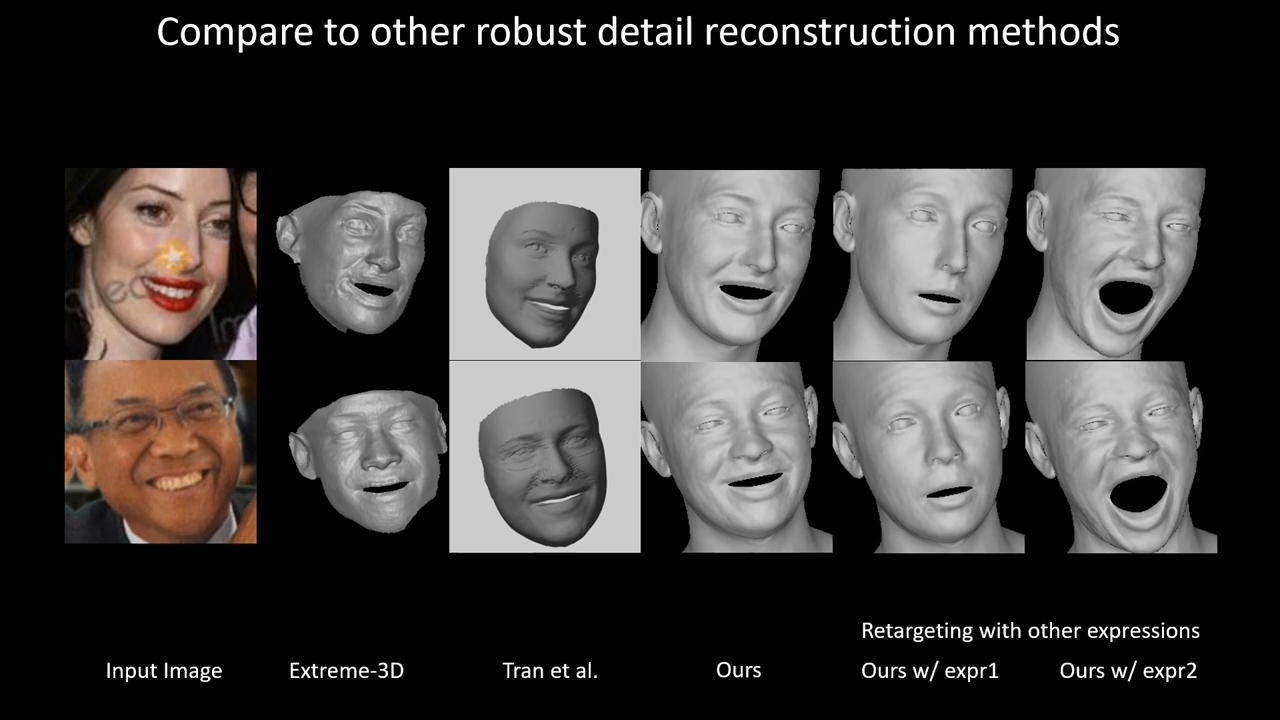 Compare to other robust detail reconstruction methods
Retargeting with other expressions
Input Image
Extreme-3D
Tran et al.
Ours
Ours w/ expr1
Ours w/ expr2